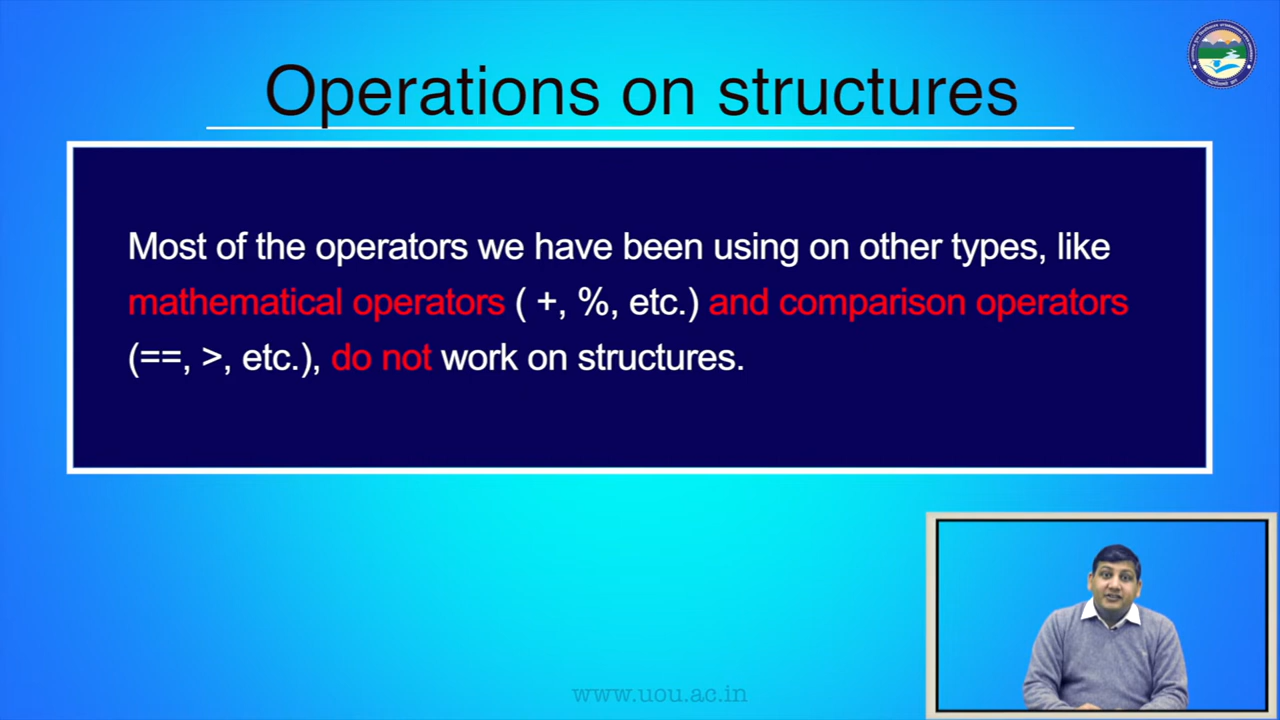 Operations on structures
Most of the operators we have been using on other types, like
mathematical operators ( +, %, etc.) and comparison operators
(==, >, etc.), do not work on structures.
www.uou.ac.in